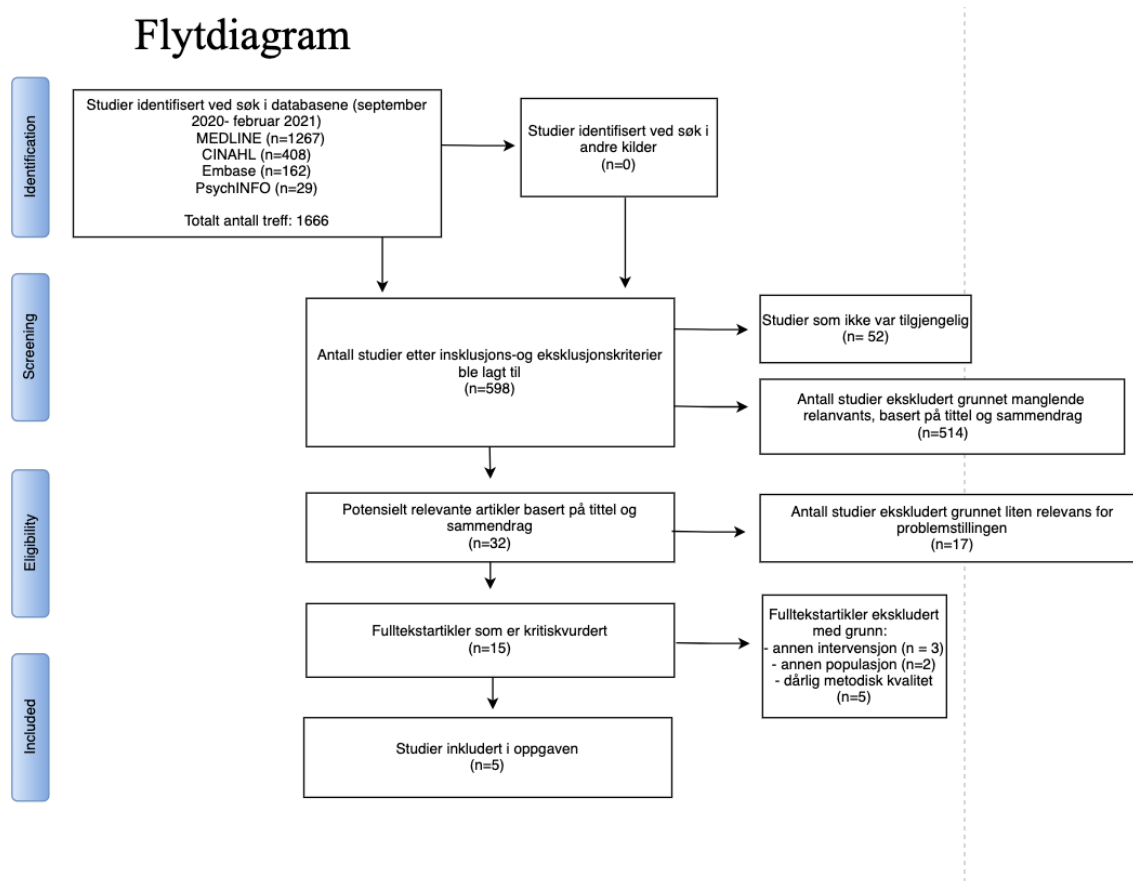 Flytdiagram
Identification
Studier identifisert ved søk i databasene (september
2020- februar 2021)
MEDLINE (n=1267)
CINAHL (n=408)
Embase (n=162)
PsychINFO (n=29)
Totalt antall treff: 1666
Studier identifisert ved søk i
andre kilder
(n=0)
Screening
Antall studier etter insklusjons-og eksklusjonskriterier
ble lagt til
(n=598)
Studier som ikke var tilgjengelig
(n= 52)
Antall studier ekskludert grunnet manglende
relanvants, basert på tittel og sammendrag
(n=514)
Eligibility
Potensielt relevante artikler basert på tittel og
sammendrag
(n=32)
Antall studier ekskludert grunnet liten relevans for
problemstillingen
(n=17)
Fulltekstartikler som er kritiskvurdert
(n=15)
Fulltekstartikler ekskludert
med grunn:
- annen intervensjon (n = 3)
- annen populasjon (n=2)
- dårlig metodisk kvalitet
(n=5)
Included
Studier inkludert i oppgaven
(n=5)